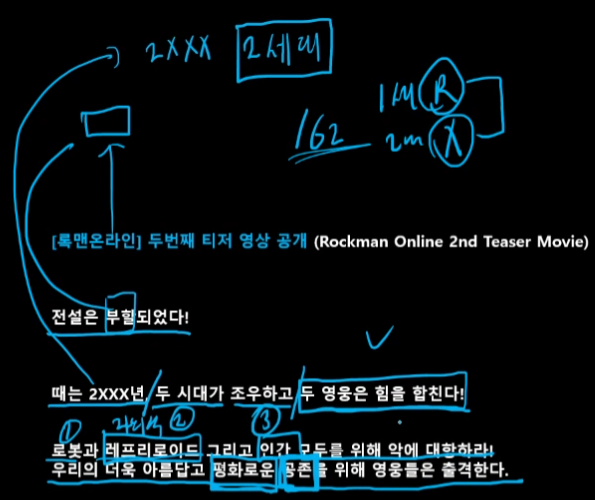 2XXX 2세대
1세 R
162 2세 X
[록맨온라인] 두번째 티저 영상 공개 (Rockman Online 2nd Teaser Movie)
전설은 부활되었다!
때는 2XXX년, 두 시대가 조우하고 두 영웅은 힘을 합친다!
① ② ③
로봇과 레프리로이드 그리고 인간 모두를 위해 악에 대항하라!
우리의 더욱 아름답고 평화로운 공존를 위해 영웅들은 출격한다.